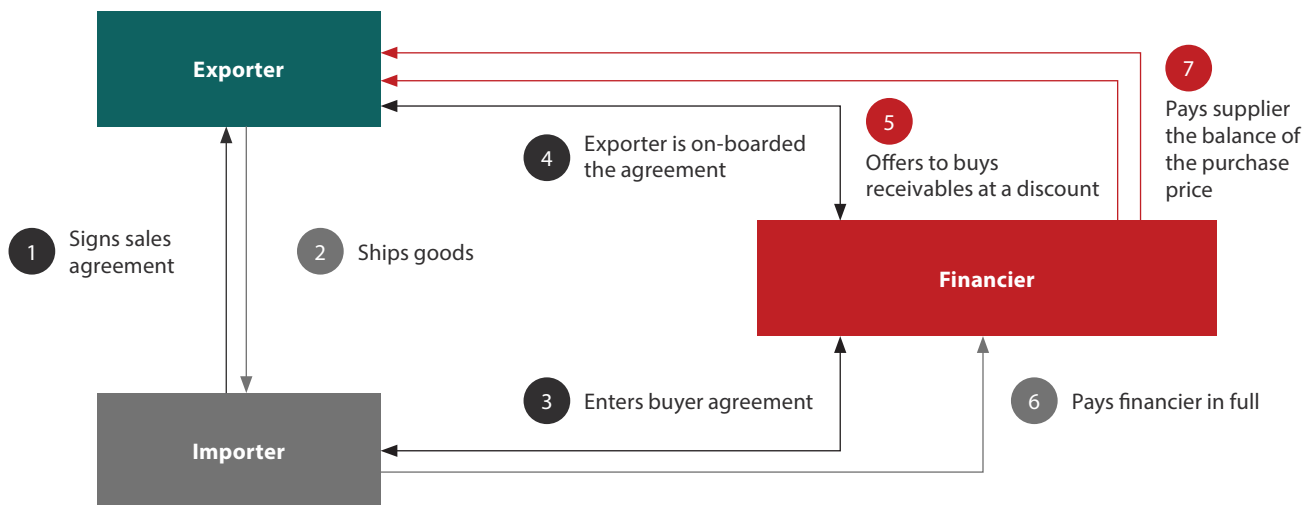 Exporter
7
Pays supplier
the balance of
the purchase
price
5
Offers to buys
receivables at a discount
4
Exporter is on-boarded
the agreement
1
Signs sales
agreement
2
Ships goods
Financier
3
Enters buyer agreement
6
Pays financier in full
Importer